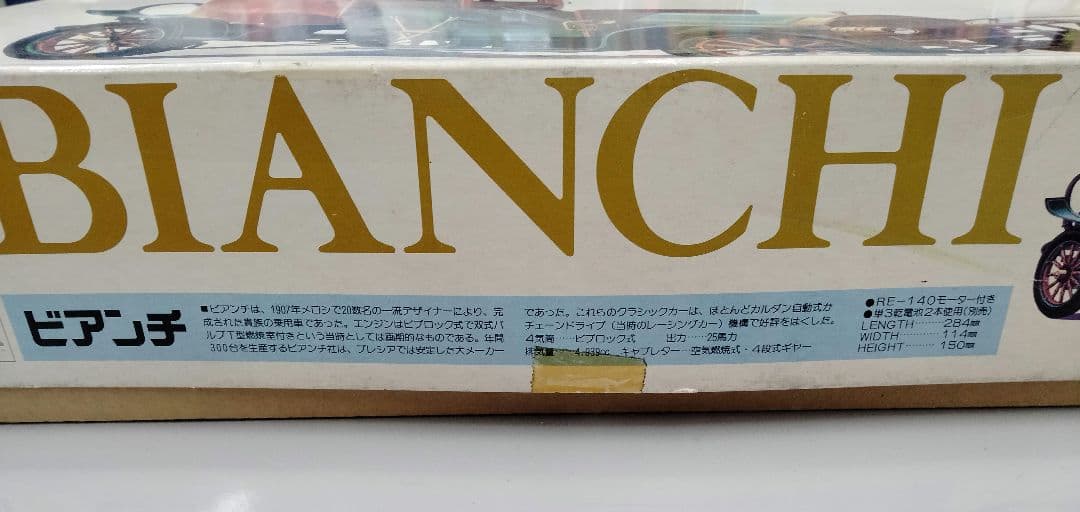 BIANCHI
ビアンチ
■ビアンチは、1907年メロシで20数名の一流デザイナーにより、完
成された貴族の乗用車であった。エンジンはビブロック式で双式バ
ルブT型燃焼室付きという当時としては画期的なものである。年間
300台を生産するビアンチ社は、ブレシアでは安定した大メーカー
であった。これらのクラシックカーは、ほとんどカルダン自動式か
チェーンドライブ（当時のレーシングカー）機構で好評をはくした。
4気筒……ビブロック式 出力……25馬力
排気量 4,939cc キャブレター…空気燃焼式・4段式ギヤー
●RE-140モーター付き
●単3乾電池2本使用(別売)
LENGTH………284㎜
WIDTH…………114㎜
HEIGHT………150㎜